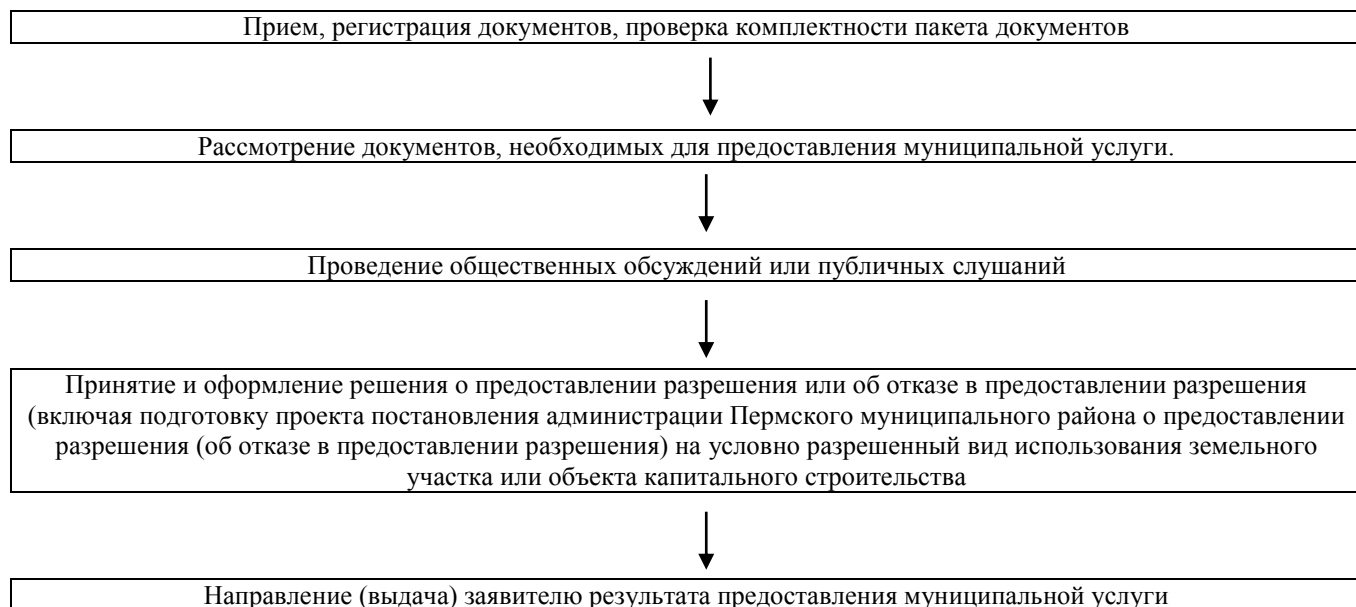 Прием, регистрация документов, проверка комплектности пакета документов
Рассмотрение документов, необходимых для предоставления муниципальной услуги.
Проведение общественных обсуждений или публичных слушаний
Принятие и оформление решения о предоставлении разрешения или об отказе в предоставлении разрешения
(включая подготовку проекта постановления администрации Пермского муниципального района о предоставлении
разрешения (об отказе в предоставлении разрешения) на условно разрешенный вид использования земельного
участка или объекта капитального строительства
Направление (выдача) заявителю результата предоставления муниципальной услуги